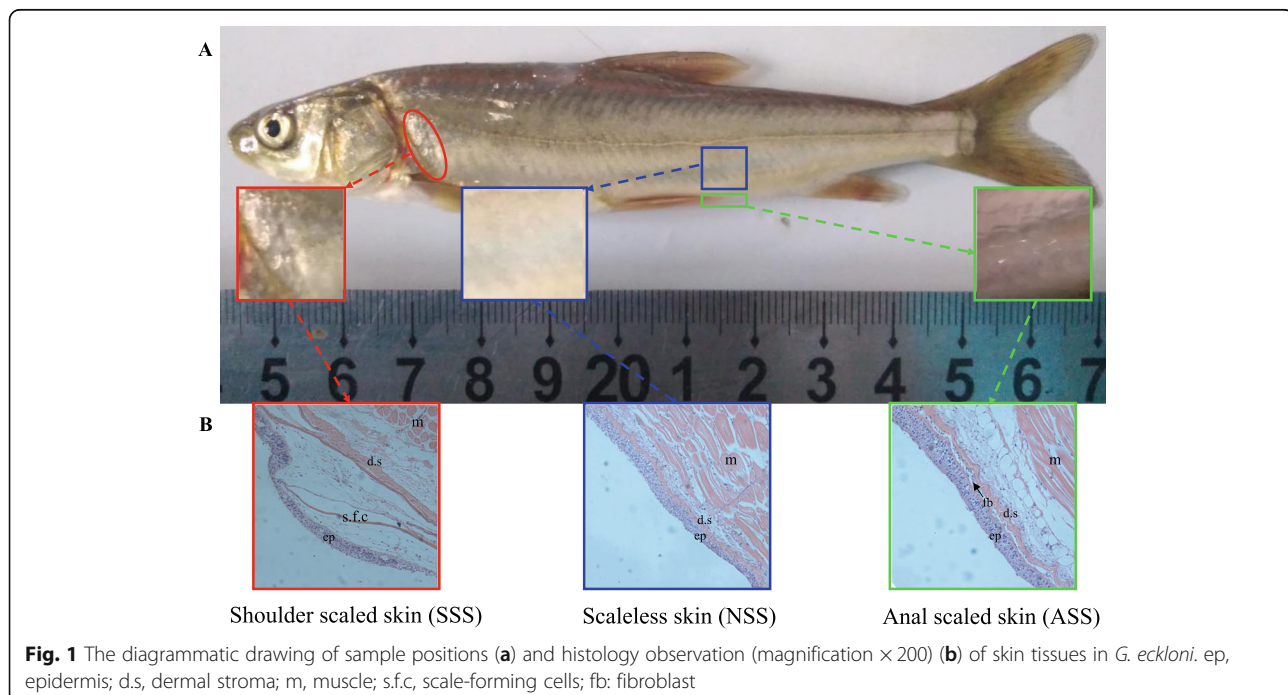 A
5 6 7 8 9 20 1 2 3 4 5 6 7
B
m
d.s
s.f.c
ep
m
d.s
ep
m
fb
d.s
ep
Shoulder scaled skin (SSS) Scaleless skin (NSS) Anal scaled skin (ASS)
Fig. 1 The diagrammatic drawing of sample positions (a) and histology observation (magnification × 200) (b) of skin tissues in G. eckloni. ep,
epidermis; d.s, dermal stroma; m, muscle; s.f.c, scale-forming cells; fb: fibroblast